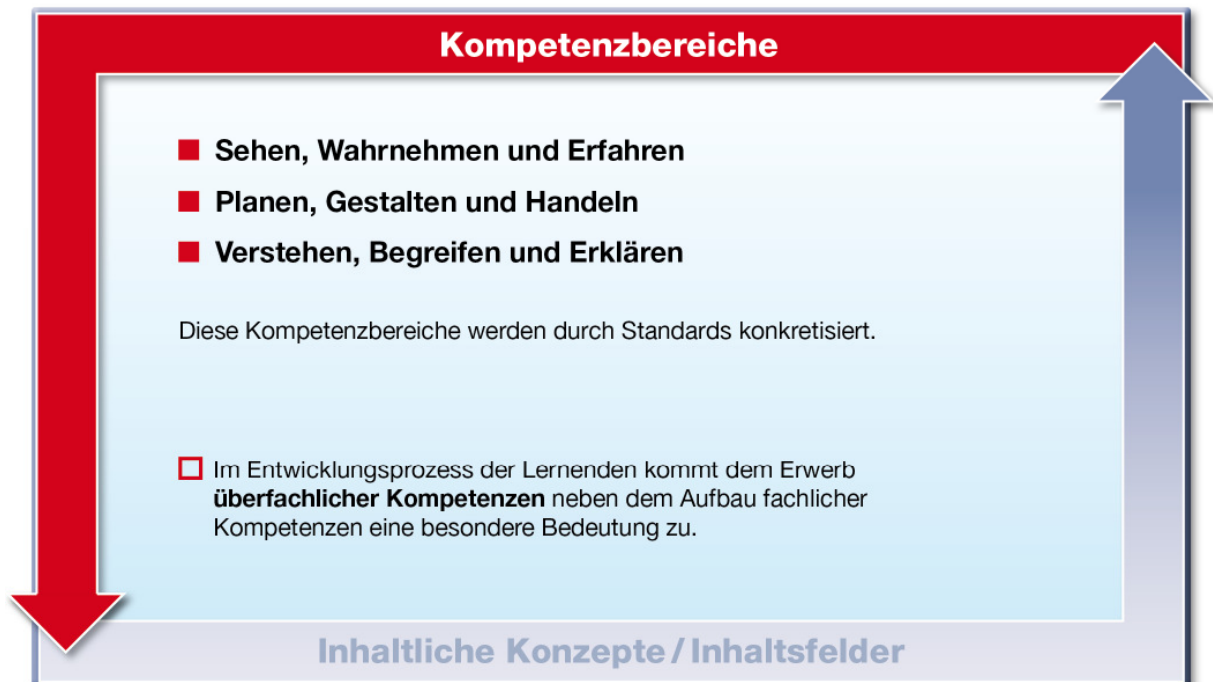 Kompetenzbereiche
Sehen, Wahrnehmen und Erfahren
Planen, Gestalten und Handeln
Verstehen, Begreifen und Erklären
Diese Kompetenzbereiche werden durch Standards konkretisiert.
Im Entwicklungsprozess der Lernenden kommt dem Erwerb
überfachlicher Kompetenzen neben dem Aufbau fachlicher
Kompetenzen eine besondere Bedeutung zu.
Inhaltliche Konzepte / Inhaltsfelder